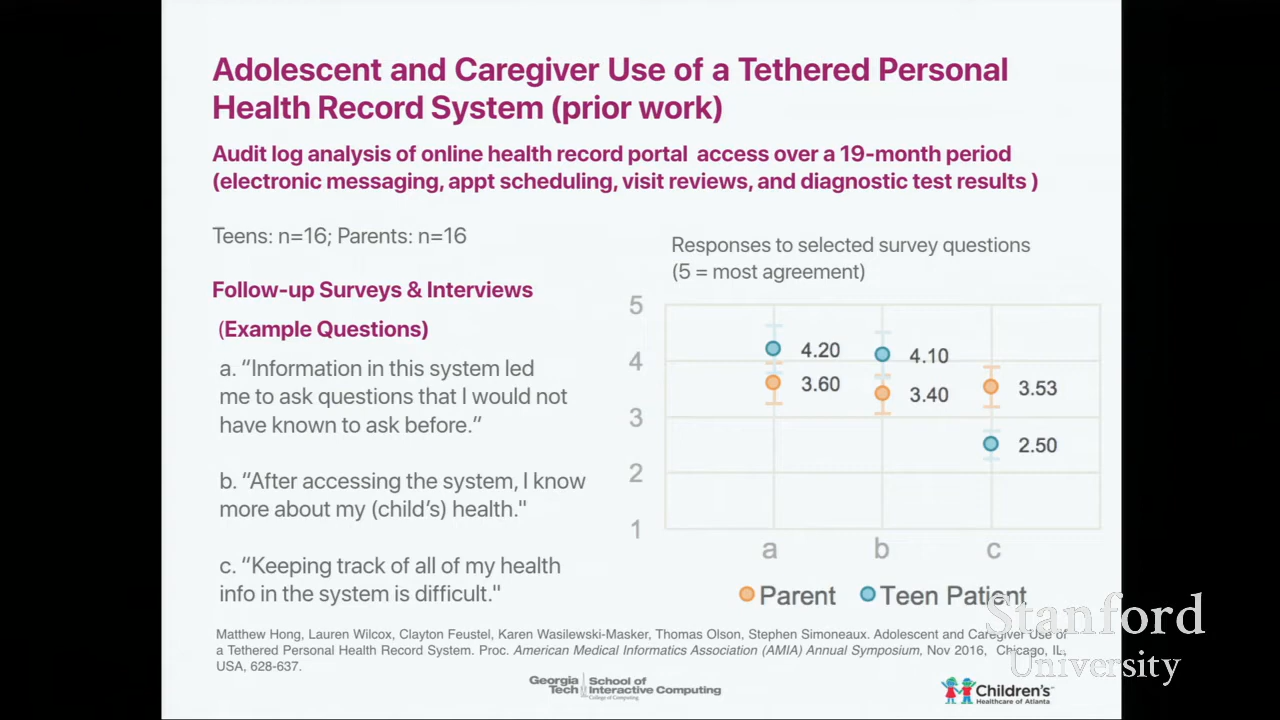 Adolescent and Caregiver Use of a Tethered Personal
Health Record System (prior work)
Audit log analysis of online health record portal access over a 19-month period
(electronic messaging, appt scheduling, visit reviews, and diagnostic test results )
Teens: n=16; Parents: n=16
Follow-up Surveys & Interviews
(Example Questions)
a. “Information in this system led
me to ask questions that I would not
have known to ask before.”
b. “After accessing the system, I know
more about my (child’s) health."
c. “Keeping track of all of my health
info in the system is difficult."
Responses to selected survey questions
(5 = most agreement)
5
4
3
2
1
4.20
3.60
4.10
3.40
3.53
2.50
a
b
c
Parent
Teen Patient
Matthew Hong, Lauren Wilcox, Clayton Feustel, Karen Wasilewski-Masker, Thomas Olson, Stephen Simoneaux. Adolescent and Caregiver Use of
a Tethered Personal Health Record System. Proc. American Medical Informatics Association (AMIA) Annual Symposium, Nov 2016, Chicago, IL,
USA, 628-637.
Georgia Tech
School of
Interactive Computing
College of Computing
Children's
Healthcare of Atlanta
Stanford
University